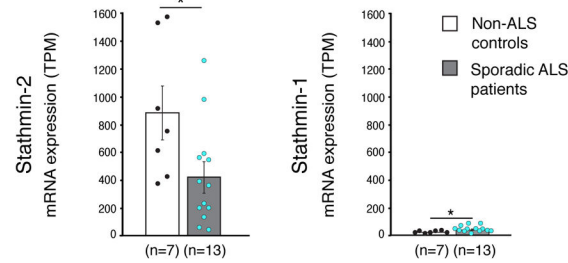 *
1600
1400
1200
1000
800
600
400
200
0
Stathmin-2
mRNA expression (TPM)
(n=7) (n=13)
1600
1400
1200
1000
800
600
400
200
0
Stathmin-1
mRNA expression (TPM)
*
(n=7) (n=13)
Non-ALS
controls
Sporadic ALS
patients